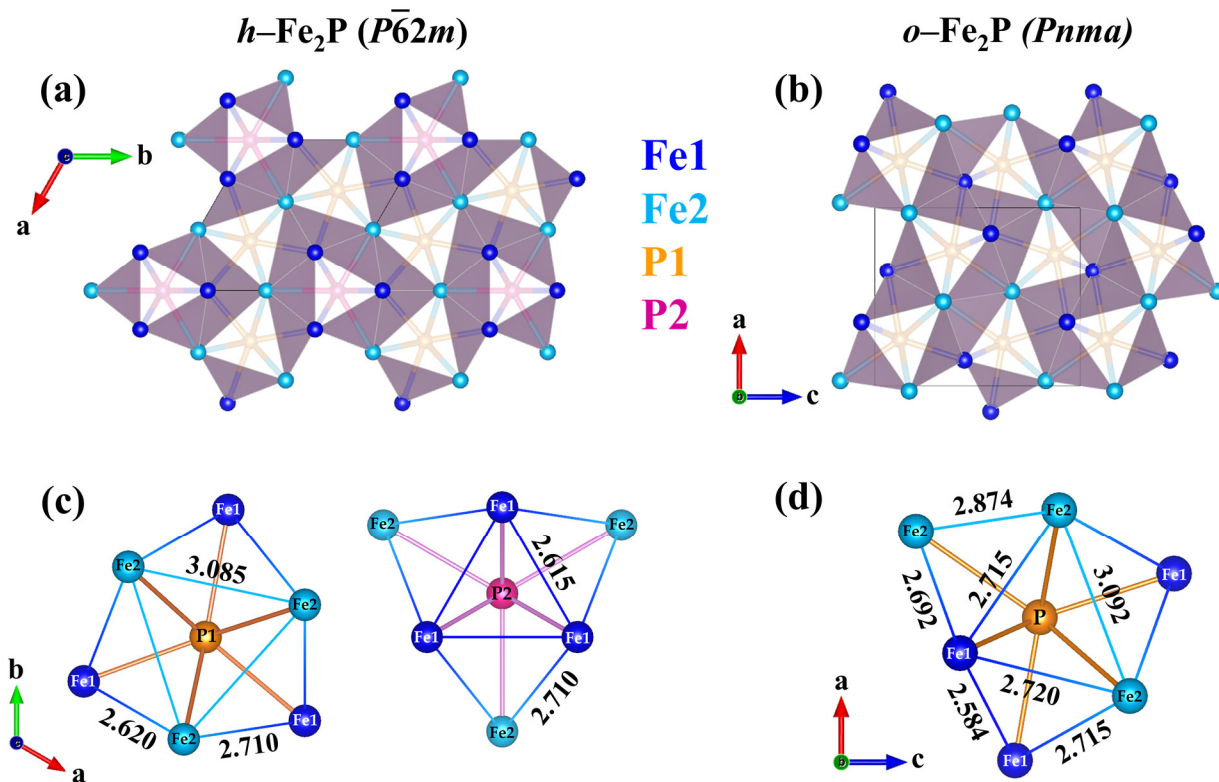 h–Fe₂P (P6̅2m)
o–Fe₂P (Pnma)
(a)
b
a
Fe1
Fe2
P1
P2
(b)
a
b
c
(c)
Fe1
Fe2
3.085
Fe2
P1
Fe1
Fe1
2.620
Fe2
2.710
b
a
Fe1
Fe2
Fe2
2.615
P2
Fe1
Fe1
2.710
Fe2
(d)
2.874
Fe2
Fe2
2.715
Fe1
3.092
2.692
P
Fe1
2.720
Fe2
2.584
2.715
Fe1
a
b
c